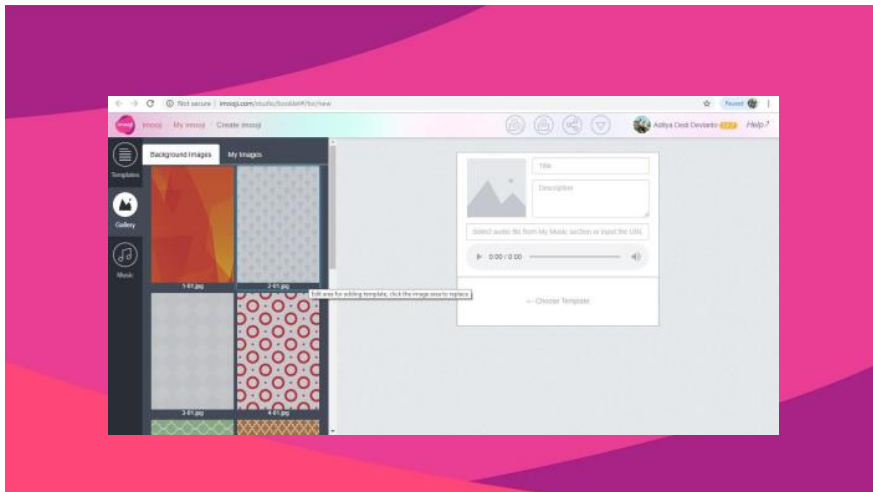 Not secure | imooji.com/studio/booklet#/for/new
Paused
imooji / My imooji / Create imooji
Aditya Desti Devianto
Help?
Templates
Gallery
Music
Background Images
My Images
1-01.jpg
2-01.jpg
3-01.jpg
4-01.jpg
Edit area for adding template, click the image area to replace
Title
Description
Select audio file from My Music section or input the URL
0:00 / 0:00
Choose Template